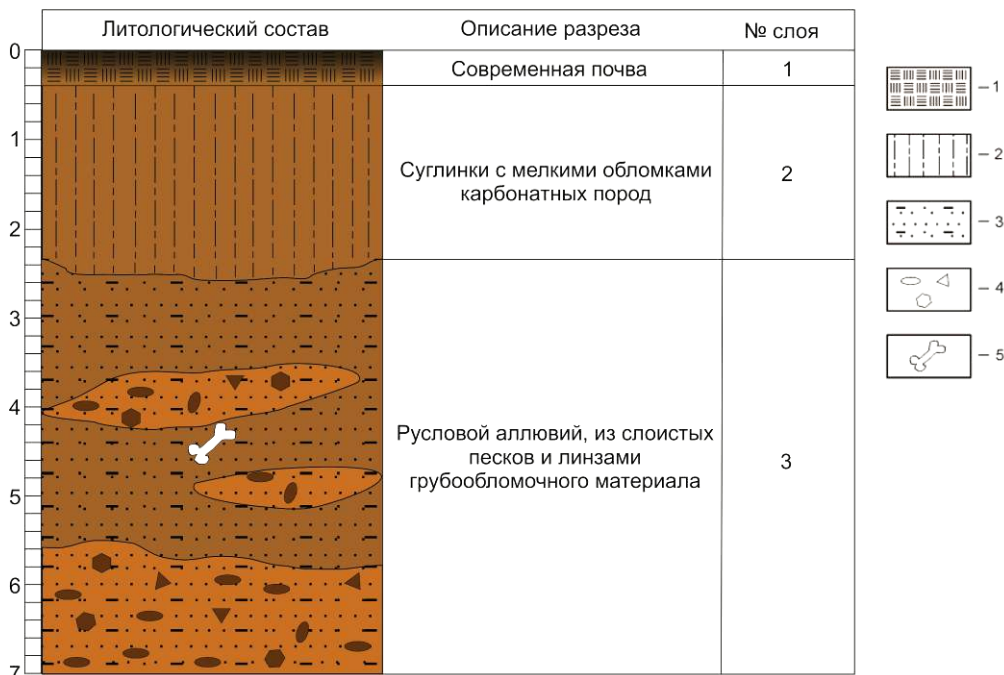 Литологический состав
Описание разреза
№ слоя
0
1
2
3
4
5
6
7
Современная почва
1
Суглинки с мелкими обломками
карбонатных пород
2
Русловой аллювий, из слоистых
песков и линзами
грубообломочного материала
3
– 1
– 2
– 3
– 4
– 5